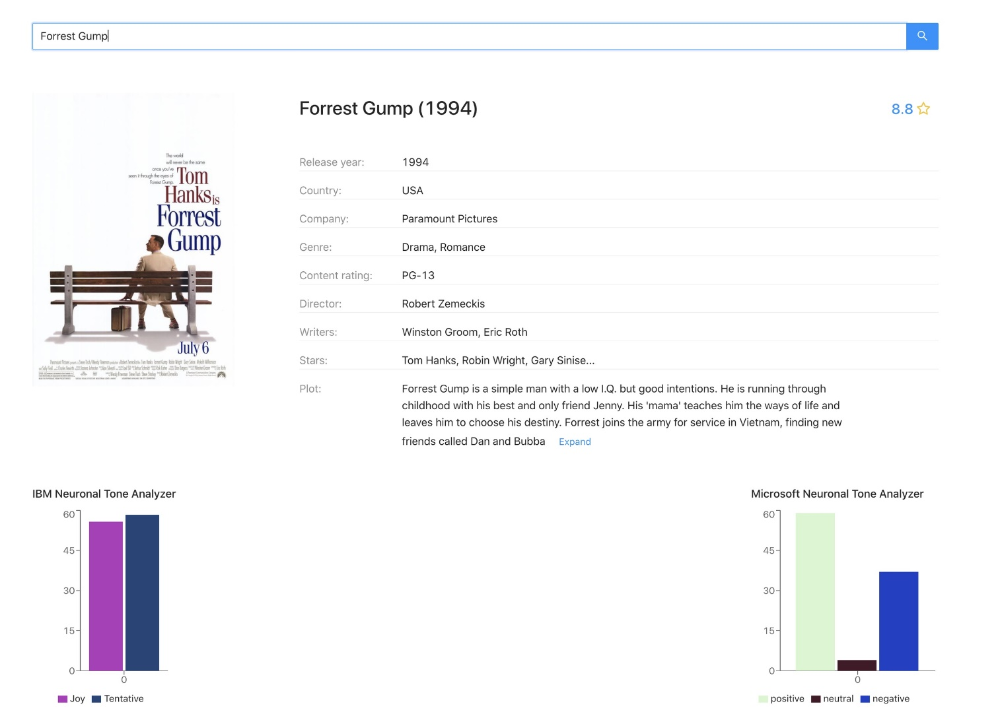 Forrest Gump
Forrest Gump (1994)
8.8
The world
will never be the same
once you've
seen it through the eyes of
Forrest Gump.
Tom
Hanks is
Forrest
Gump
July 6
Release year: 1994
Country: USA
Company: Paramount Pictures
Genre: Drama, Romance
Content rating: PG-13
Director: Robert Zemeckis
Writers: Winston Groom, Eric Roth
Stars: Tom Hanks, Robin Wright, Gary Sinise...
Plot: Forrest Gump is a simple man with a low I.Q. but good intentions. He is running through
childhood with his best and only friend Jenny. His 'mama' teaches him the ways of life and
leaves him to choose his destiny. Forrest joins the army for service in Vietnam, finding new
friends called Dan and Bubba Expand
IBM Neuronal Tone Analyzer
60
45
30
15
0
0
Joy Tentative
Microsoft Neuronal Tone Analyzer
60
45
30
15
0
0
positive neutral negative